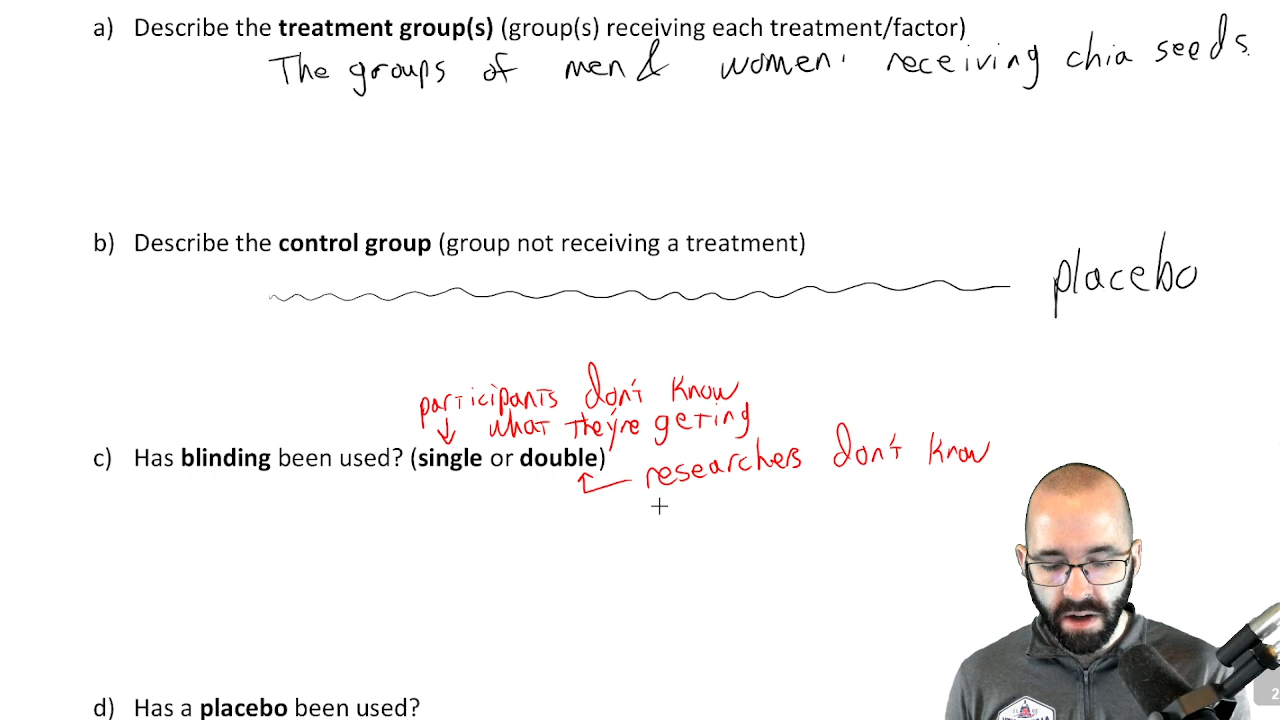 a) Describe the treatment group(s) (group(s) receiving each treatment/factor)
The groups of men & women receiving chia seeds.
b) Describe the control group (group not receiving a treatment)
placebo
participants don't know
what they're geting
c) Has blinding been used? (single or double)
researchers don't know
d) Has a placebo been used?
2